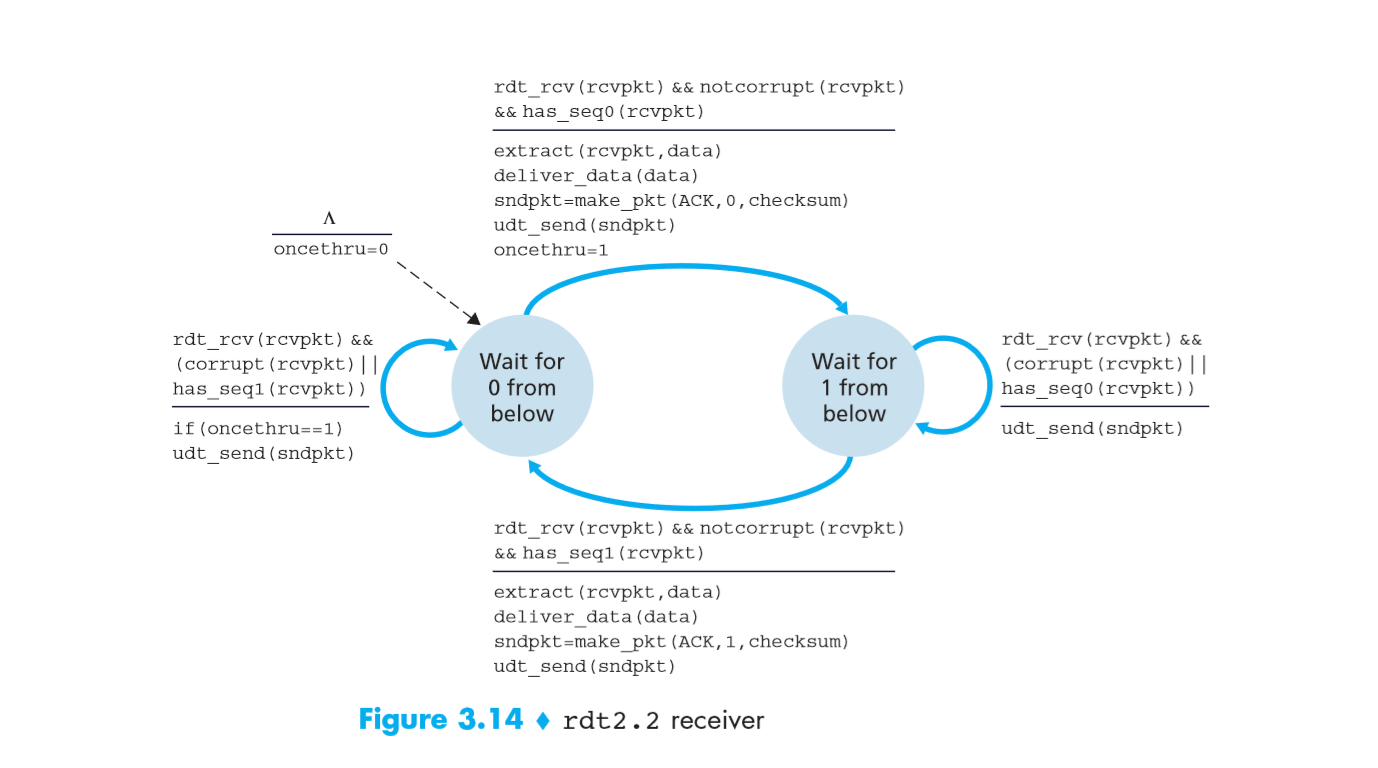 rdt_rcv(rcvpkt) && notcorrupt(rcvpkt)
&& has_seq0(rcvpkt)
extract(rcvpkt,data)
deliver_data(data)
sndpkt=make_pkt(ACK,0,checksum)
udt_send(sndpkt)
oncethru=1
Λ
oncethru=0
rdt_rcv(rcvpkt) &&
(corrupt(rcvpkt)||
has_seq1(rcvpkt))
if(oncethru==1)
udt_send(sndpkt)
Wait for
0 from
below
Wait for
1 from
below
rdt_rcv(rcvpkt) &&
(corrupt(rcvpkt)||
has_seq0(rcvpkt))
udt_send(sndpkt)
rdt_rcv(rcvpkt) && notcorrupt(rcvpkt)
&& has_seq1(rcvpkt)
extract(rcvpkt,data)
deliver_data(data)
sndpkt=make_pkt(ACK,1,checksum)
udt_send(sndpkt)
Figure 3.14 ♦ rdt2.2 receiver